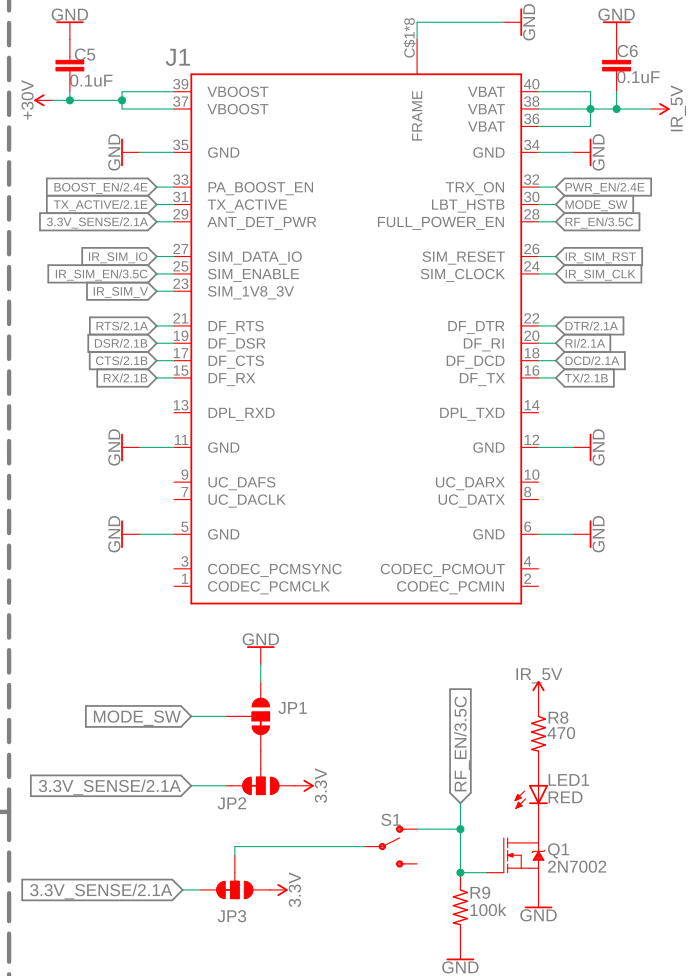 GND
GND
GND
C$1*8
C5
0.1uF
J1
C6
0.1uF
+30V
IR_5V
FRAME
39 VBOOST VBAT 40
37 VBOOST VBAT 38
VBAT 36
GND 35 GND GND 34 GND
BOOST_EN/2.4E 33 PA_BOOST_EN TRX_ON 32 PWR_EN/2.4E
TX_ACTIVE/2.1E 31 TX_ACTIVE LBT_HSTB 30 MODE_SW
3.3V_SENSE/2.1A 29 ANT_DET_PWR FULL_POWER_EN 28 RF_EN/3.5C
IR_SIM_IO 27 SIM_DATA_IO SIM_RESET 26 IR_SIM_RST
IR_SIM_EN/3.5C 25 SIM_ENABLE SIM_CLOCK 24 IR_SIM_CLK
IR_SIM_V 23 SIM_1V8_3V
RTS/2.1A 21 DF_RTS DF_DTR 22 DTR/2.1A
DSR/2.1B 19 DF_DSR DF_RI 20 RI/2.1A
CTS/2.1B 17 DF_CTS DF_DCD 18 DCD/2.1A
RX/2.1B 15 DF_RX DF_TX 16 TX/2.1B
13 DPL_RXD DPL_TXD 14
GND 11 GND GND 12 GND
9 UC_DAFS UC_DARX 10
7 UC_DACLK UC_DATX 8
GND 5 GND GND 6 GND
3 CODEC_PCMSYNC CODEC_PCMOUT 4
1 CODEC_PCMCLK CODEC_PCMIN 2
GND
MODE_SW
JP1
3.3V_SENSE/2.1A
JP2
3.3V
3.3V_SENSE/2.1A
JP3
3.3V
S1
RF_EN/3.5C
R9
100k
GND
IR_5V
R8
470
LED1
RED
Q1
2N7002
GND